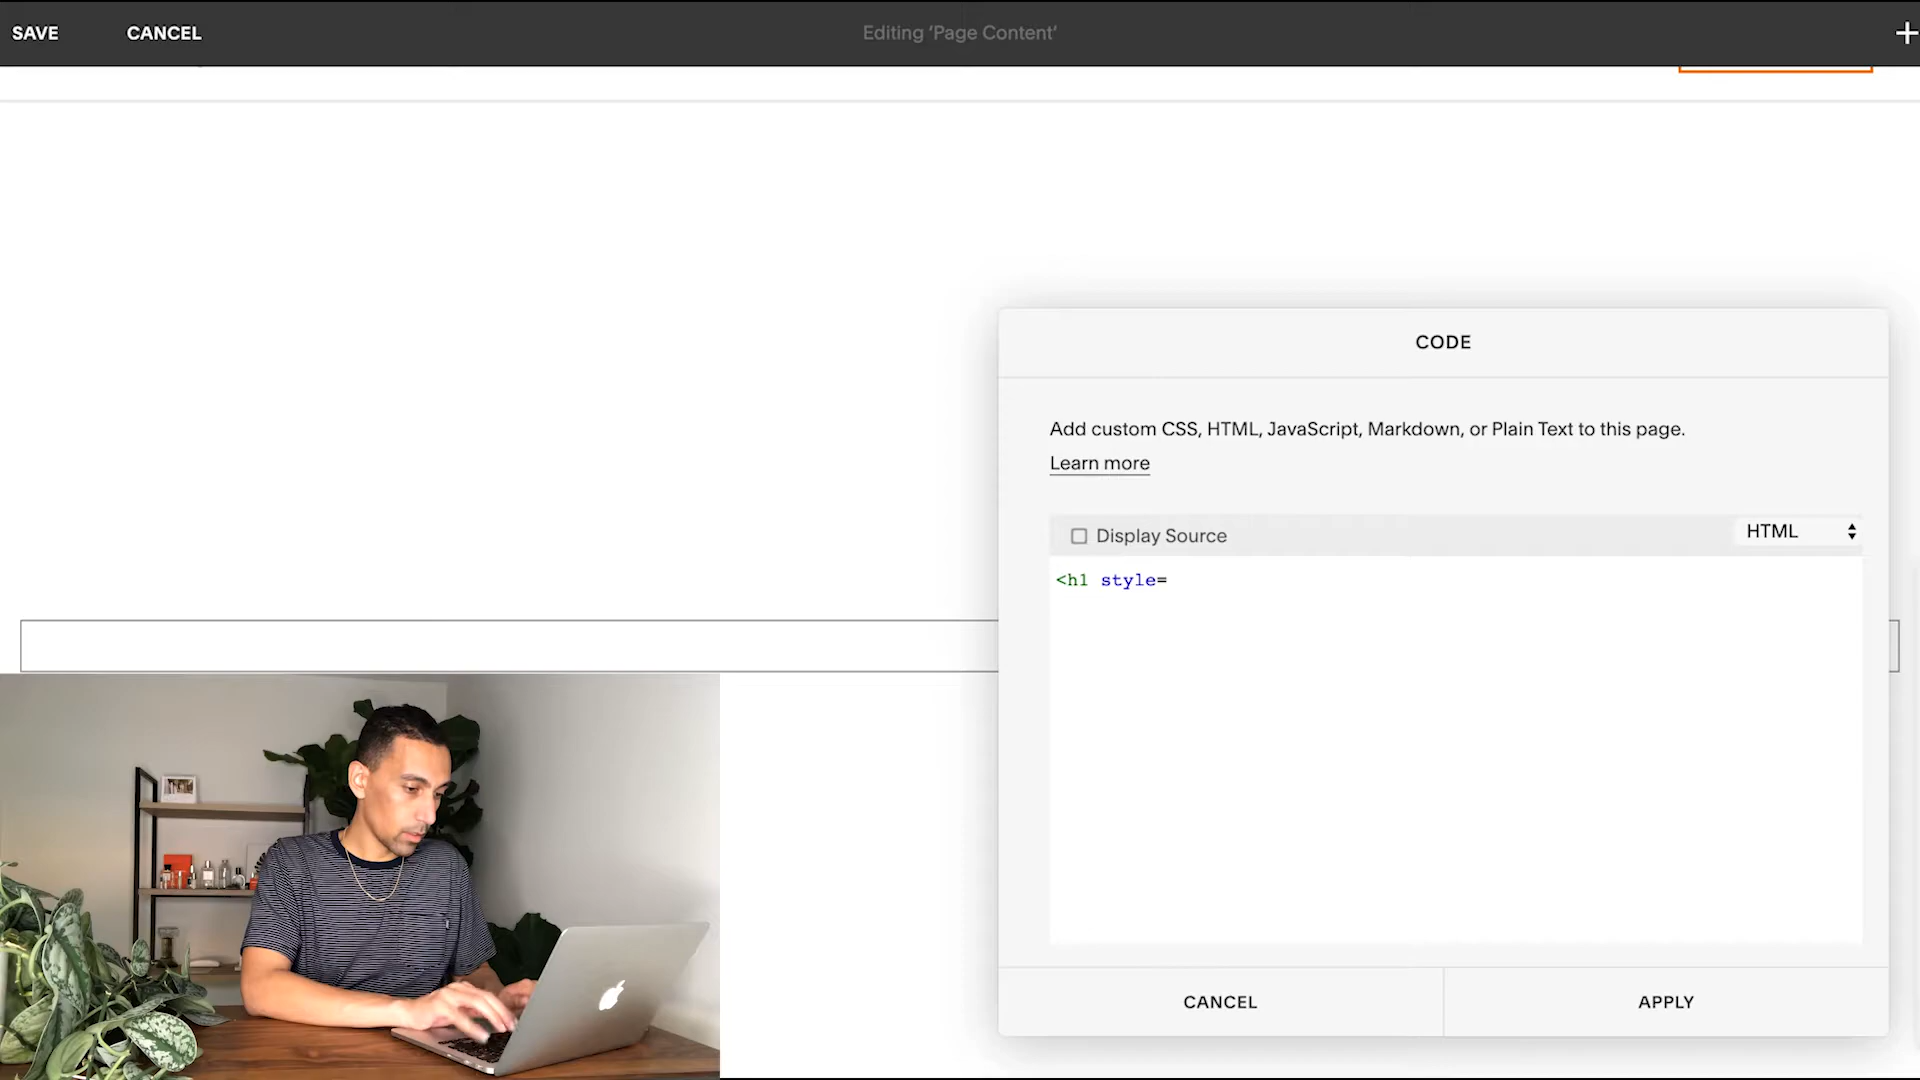 SAVE
CANCEL
Editing ‘Page Content’
CODE
Add custom CSS, HTML, JavaScript, Markdown, or Plain Text to this page.
Learn more
Display Source
HTML
<h1 style=
CANCEL
APPLY